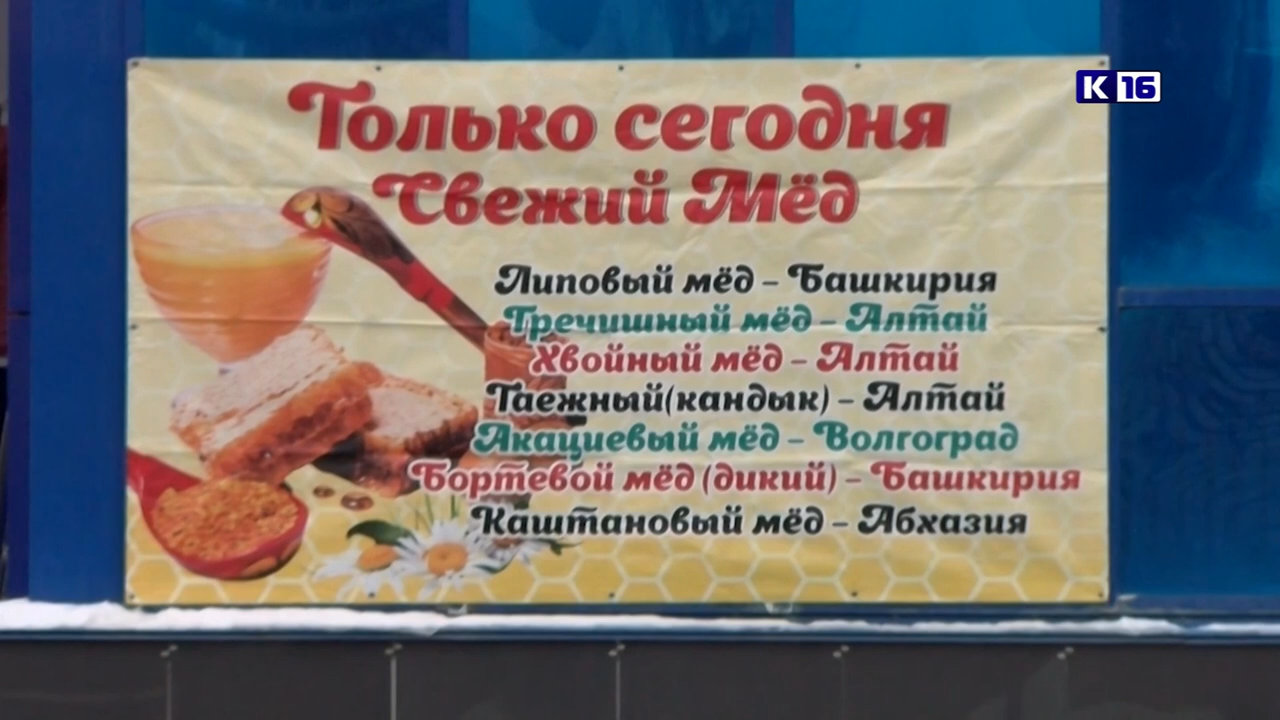 К 16
Только сегодня
Свежий Мёд
Липовый мёд – Башкирия
Гречишный мёд – Алтай
Хвойный мёд – Алтай
Таежный(кандык) – Алтай
Акациевый мёд – Волгоград
Бортевой мёд (дикий) – Башкирия
Каштановый мёд – Абхазия